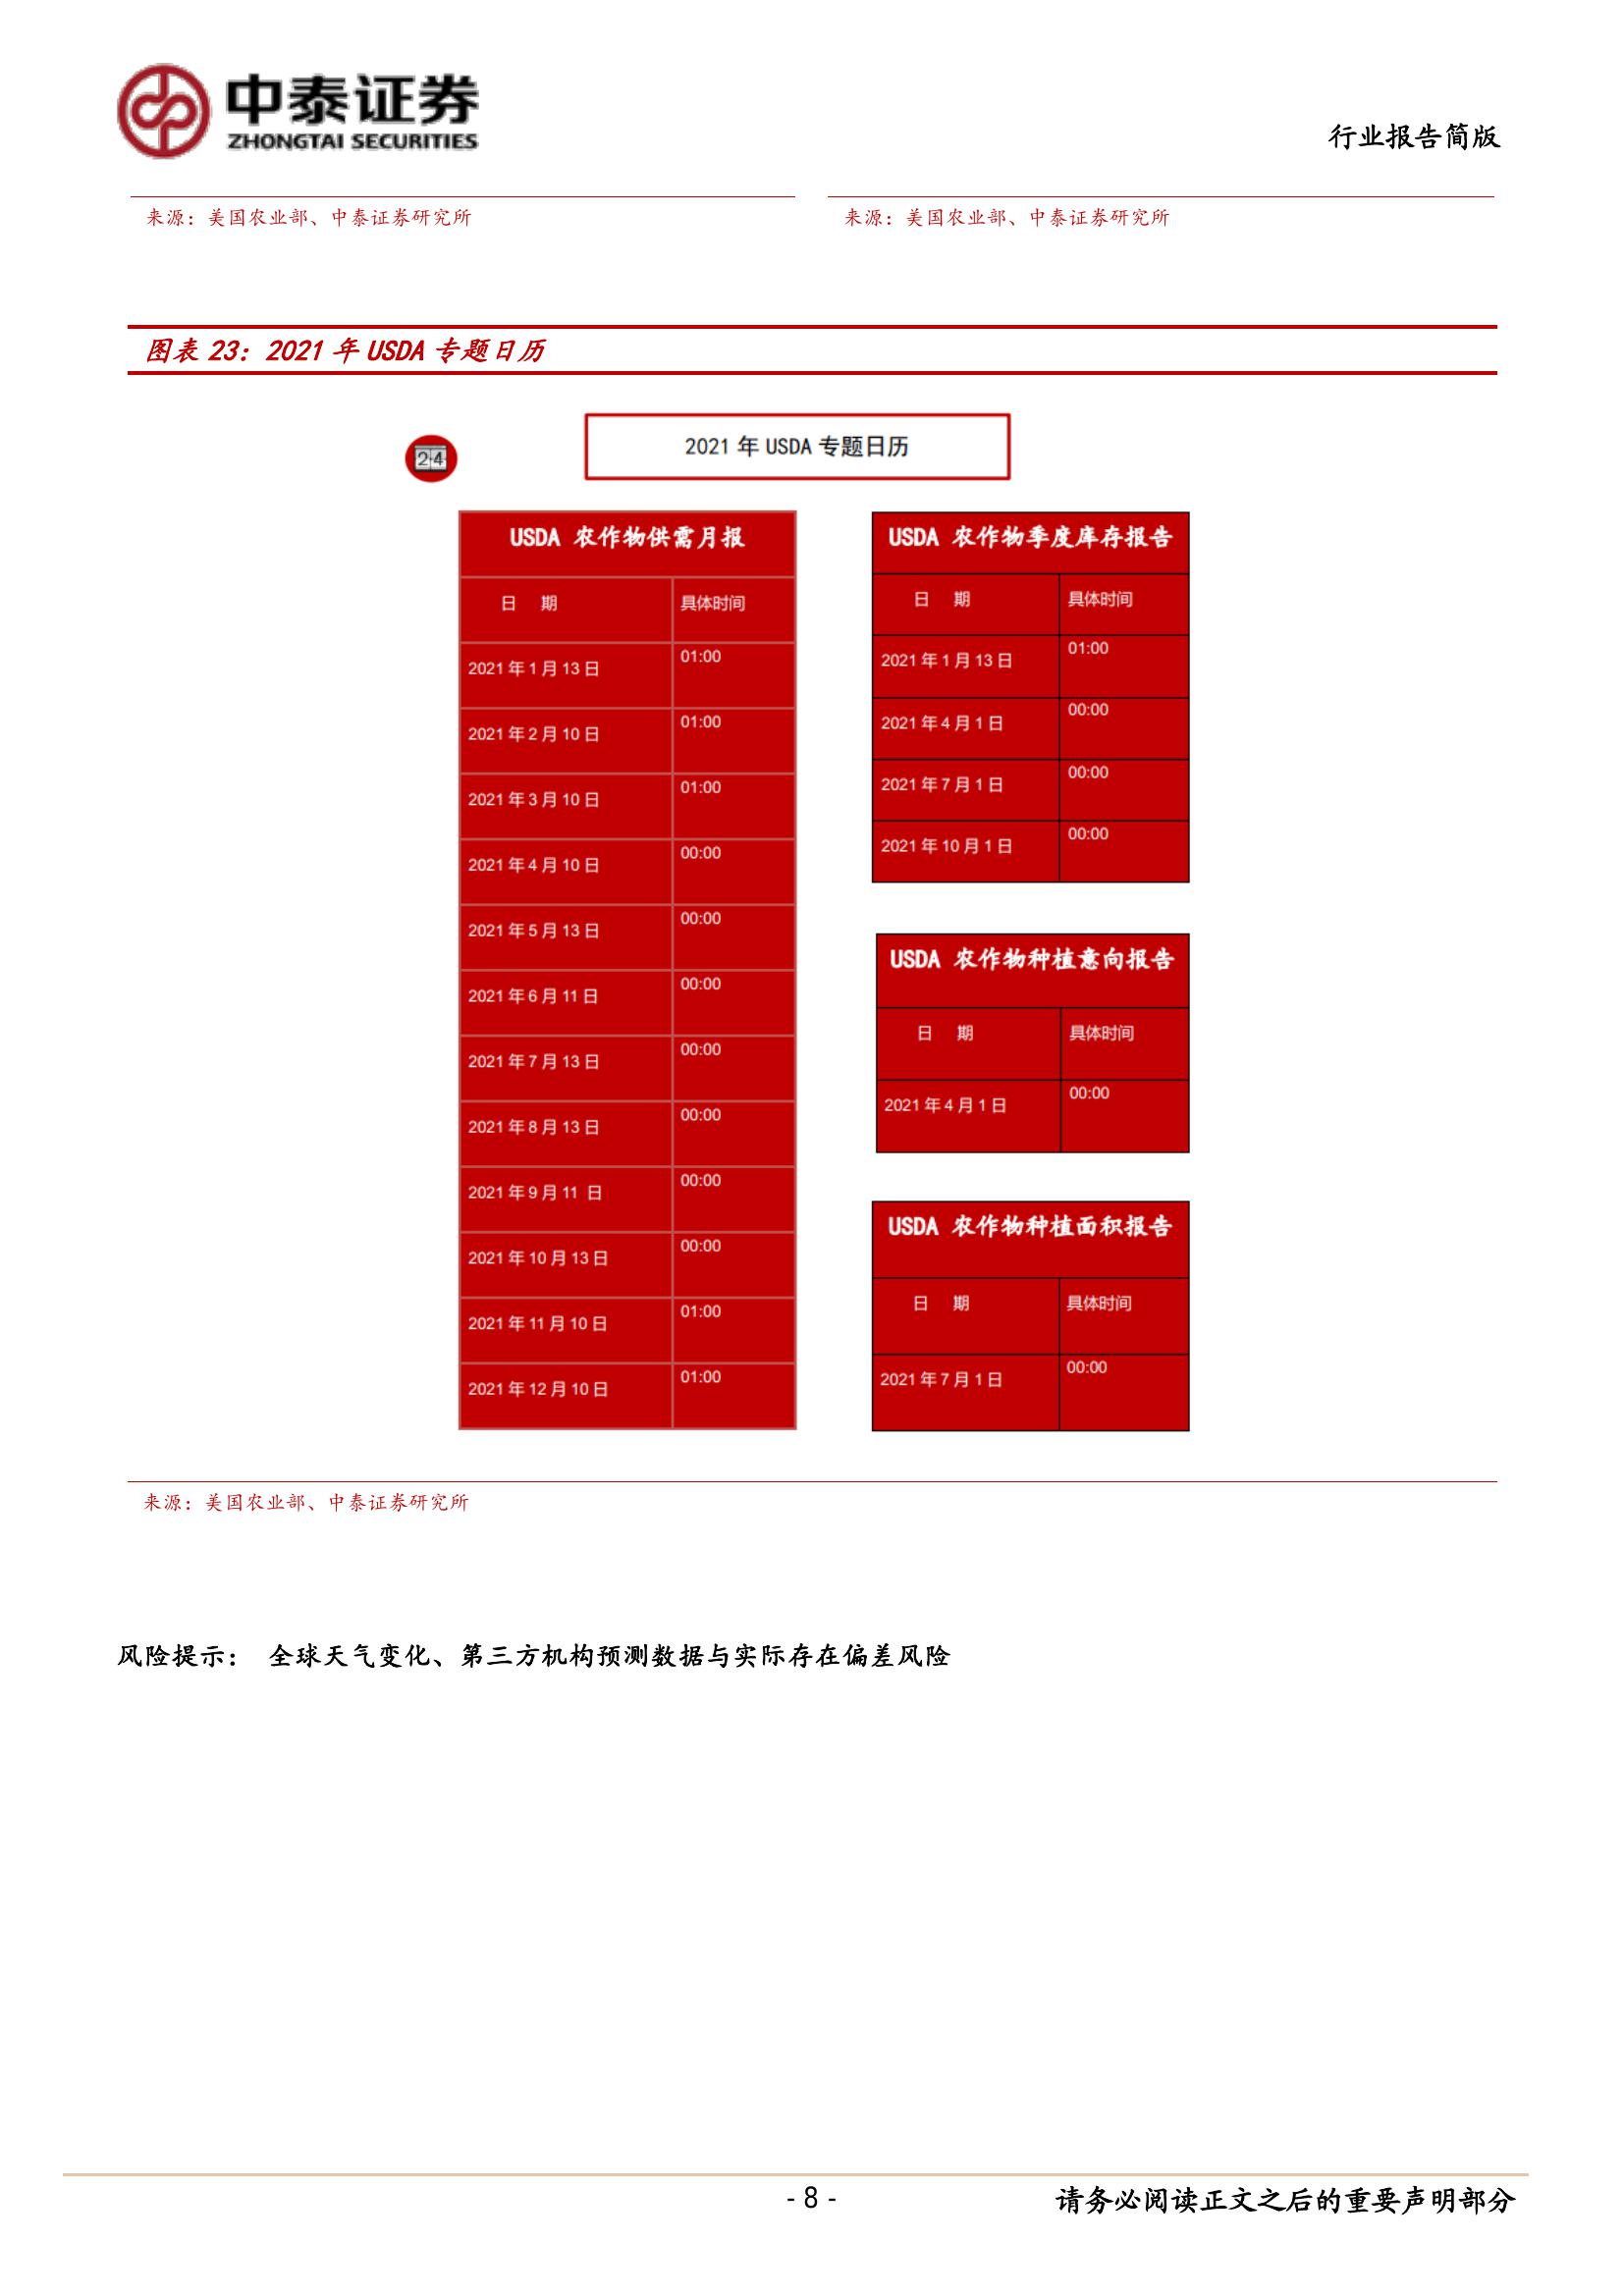 中泰证券
ZHONGTAI SECURITIES
行业报告简版
来源：美国农业部、中泰证券研究所
来源：美国农业部、中泰证券研究所
图表 23：2021 年 USDA 专题日历
24
2021 年 USDA 专题日历
USDA 农作物供需月报
日 期 具体时间
2021 年 1 月 13 日 01:00
2021 年 2 月 10 日 01:00
2021 年 3 月 10 日 01:00
2021 年 4 月 10 日 00:00
2021 年 5 月 13 日 00:00
2021 年 6 月 11 日 00:00
2021 年 7 月 13 日 00:00
2021 年 8 月 13 日 00:00
2021 年 9 月 11 日 00:00
2021 年 10 月 13 日 00:00
2021 年 11 月 10 日 01:00
2021 年 12 月 10 日 01:00
USDA 农作物季度库存报告
日 期 具体时间
2021 年 1 月 13 日 01:00
2021 年 4 月 1 日 00:00
2021 年 7 月 1 日 00:00
2021 年 10 月 1 日 00:00
USDA 农作物种植意向报告
日 期 具体时间
2021 年 4 月 1 日 00:00
USDA 农作物种植面积报告
日 期 具体时间
2021 年 7 月 1 日 00:00
来源：美国农业部、中泰证券研究所
风险提示： 全球天气变化、第三方机构预测数据与实际存在偏差风险
- 8 -
请务必阅读正文之后的重要声明部分